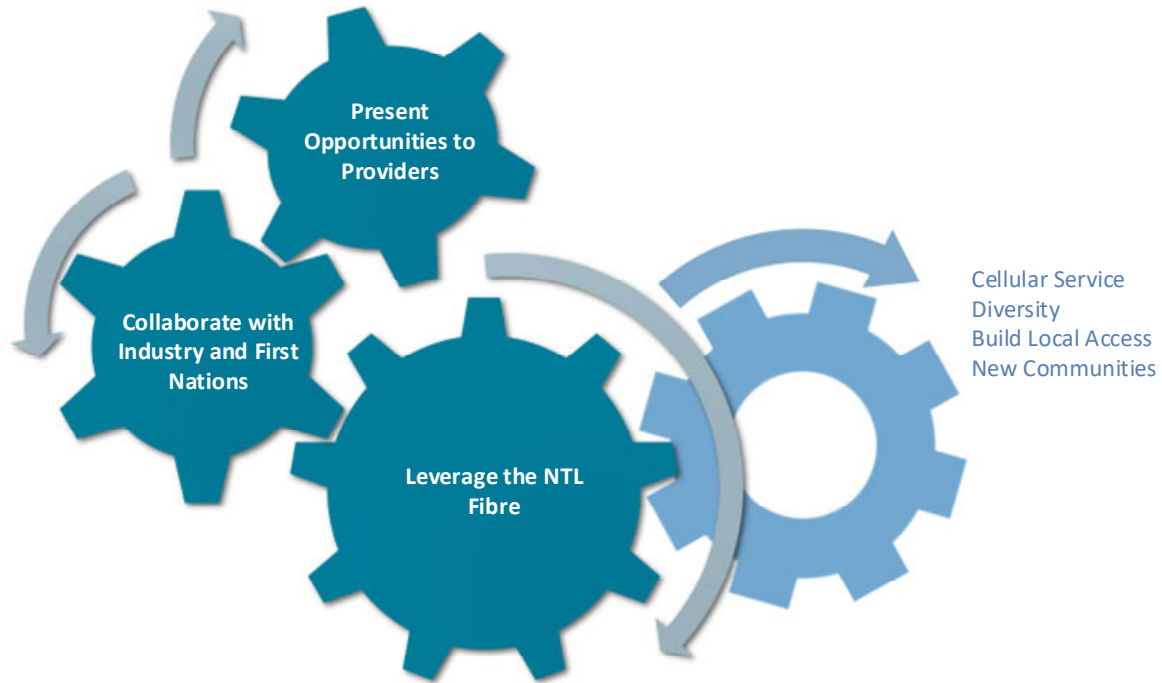 Present
Opportunities to
Providers
Collaborate with
Industry and First
Nations
Leverage the NTL
Fibre
Cellular Service
Diversity
Build Local Access
New Communities